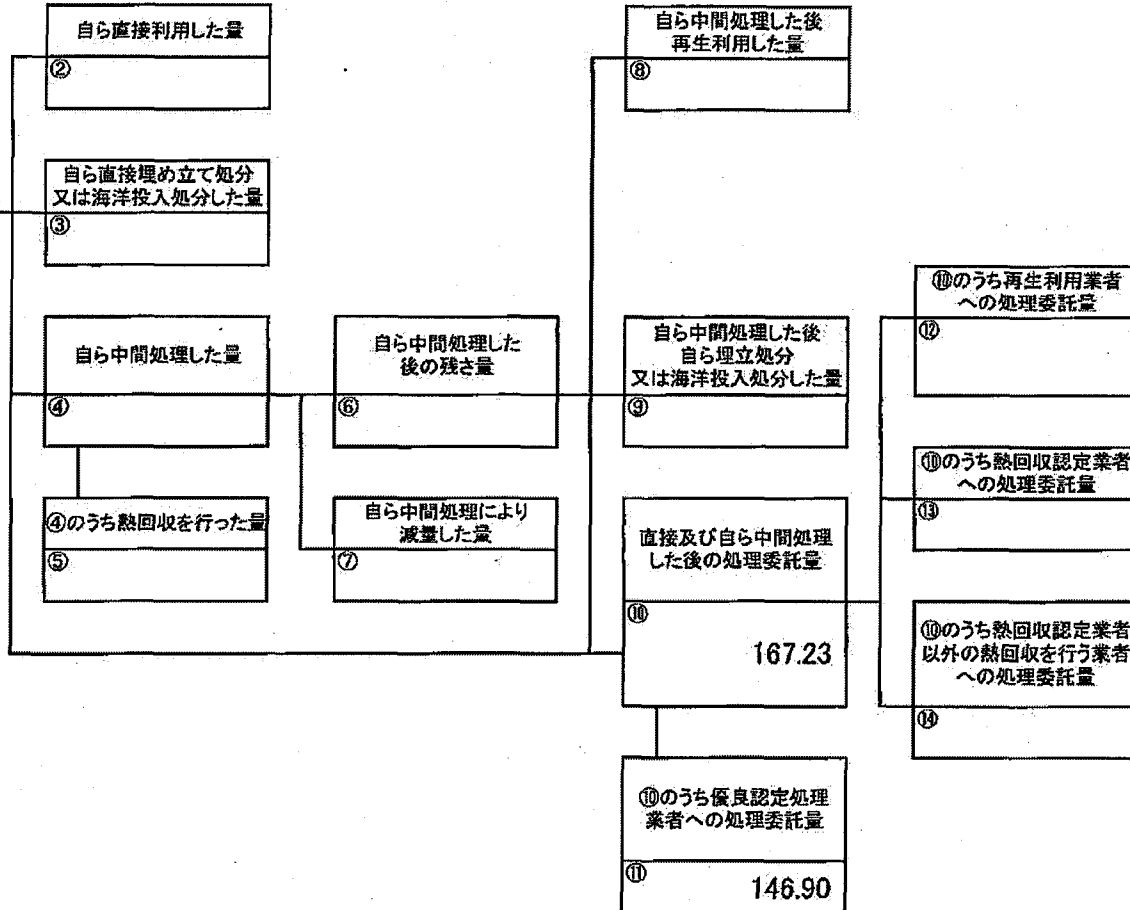 自ら直接利用した量
②
自ら中間処理した後
再生利用した量
⑧
自ら直接埋め立て処分
又は海洋投入処分した量
③
自ら中間処理した量
④
自ら中間処理した
後の残さ量
⑥
自ら中間処理した後
自ら埋立処分
又は海洋投入処分した量
⑨
⑩のうち再生利用業者
への処理委託量
⑫
④のうち熱回収を行った量
⑤
自ら中間処理により
減量した量
⑦
直接及び自ら中間処理
した後の処理委託量
⑩
167.23
⑩のうち熱回収認定業者
への処理委託量
⑬
⑩のうち熱回収認定業者
以外の熱回収を行う業者
への処理委託量
⑭
⑩のうち優良認定処理
業者への処理委託量
⑪
146.90